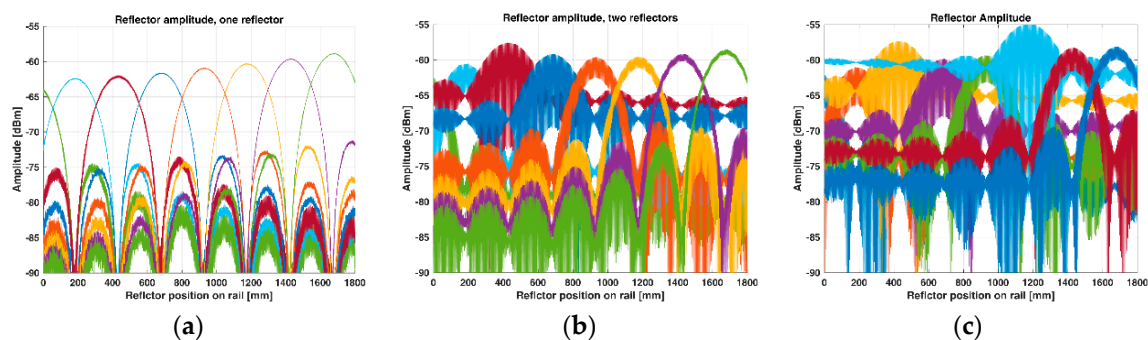 Reflector amplitude, one reflector
-55
-60
-65
-70
-75
-80
-85
-90
Amplitude [dBm]
0 200 400 600 800 1000 1200 1400 1600 1800
Reflctor position on rail [mm]
(a)
Reflector amplitude, two reflectors
-55
-60
-65
-70
-75
-80
-85
-90
Amplitude [dBm]
0 200 400 600 800 1000 1200 1400 1600 1800
Reflctor position on rail [mm]
(b)
Reflector Amplitude
-55
-60
-65
-70
-75
-80
-85
-90
Amplitude [dBm]
0 200 400 600 800 1000 1200 1400 1600 1800
Reflctor position on rail [mm]
(c)